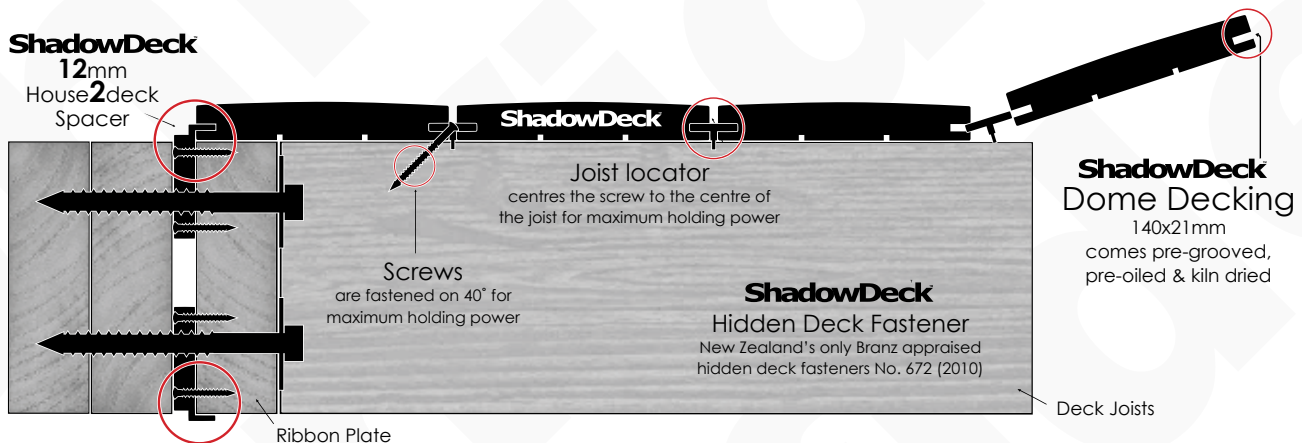 ShadowDeck
12mm
House2deck
Spacer
ShadowDeck
Joist locator
centres the screw to the centre of
the joist for maximum holding power
Screws
are fastened on 40° for
maximum holding power
ShadowDeck
Hidden Deck Fastener
New Zealand's only Branz appraised
hidden deck fasteners No. 672 (2010)
ShadowDeck
Dome Decking
140x21mm
comes pre-grooved,
pre-oiled & kiln dried
Deck Joists
Ribbon Plate